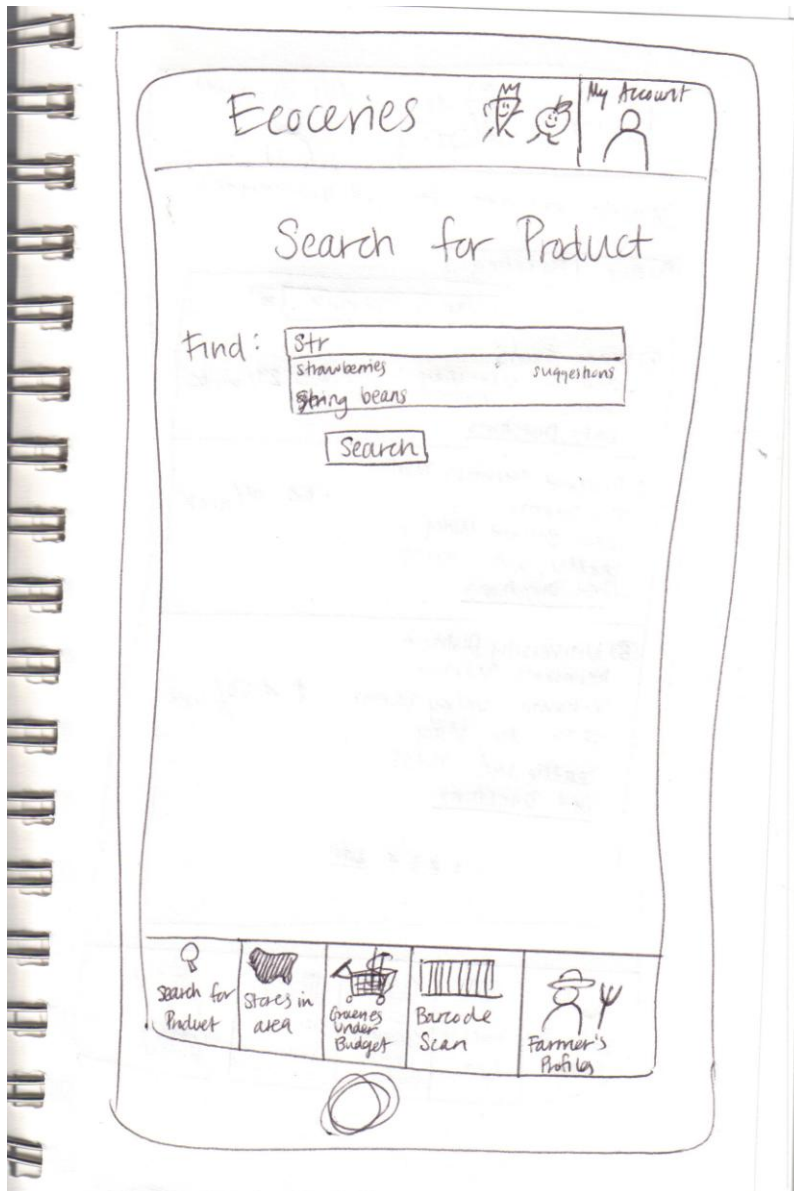 Ecoceries
My Account
Search for Product
Find:
Str
strawberries
suggestions
string beans
Search
Search for
Product
Stores in
area
Groceries
Under
Budget
$
Barcode
Scan
Farmer's
Profiles